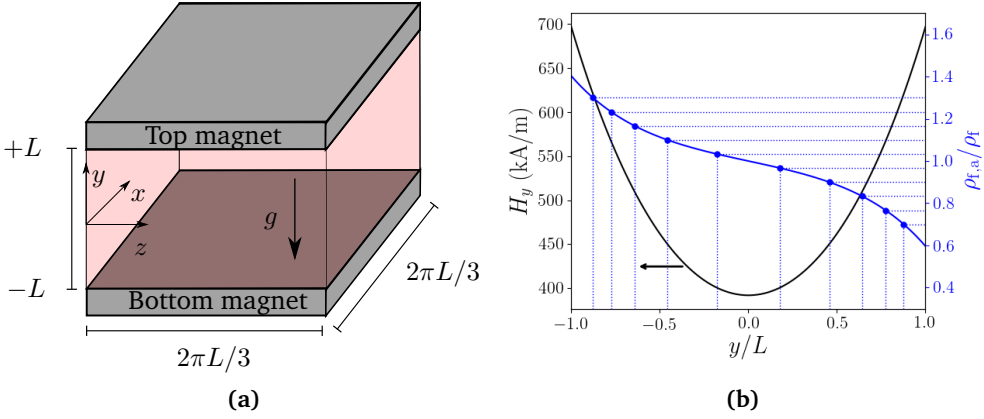 Top magnet
+L
y
x
z
g
−L
Bottom magnet
2πL/3
2πL/3
(a)
700
650
600
550
500
450
400
H_y (kA/m)
−1.0
−0.5
0.0
0.5
1.0
y/L
1.6
1.4
1.2
1.0
0.8
0.6
0.4
ρ_f,a/ρ_f
(b)